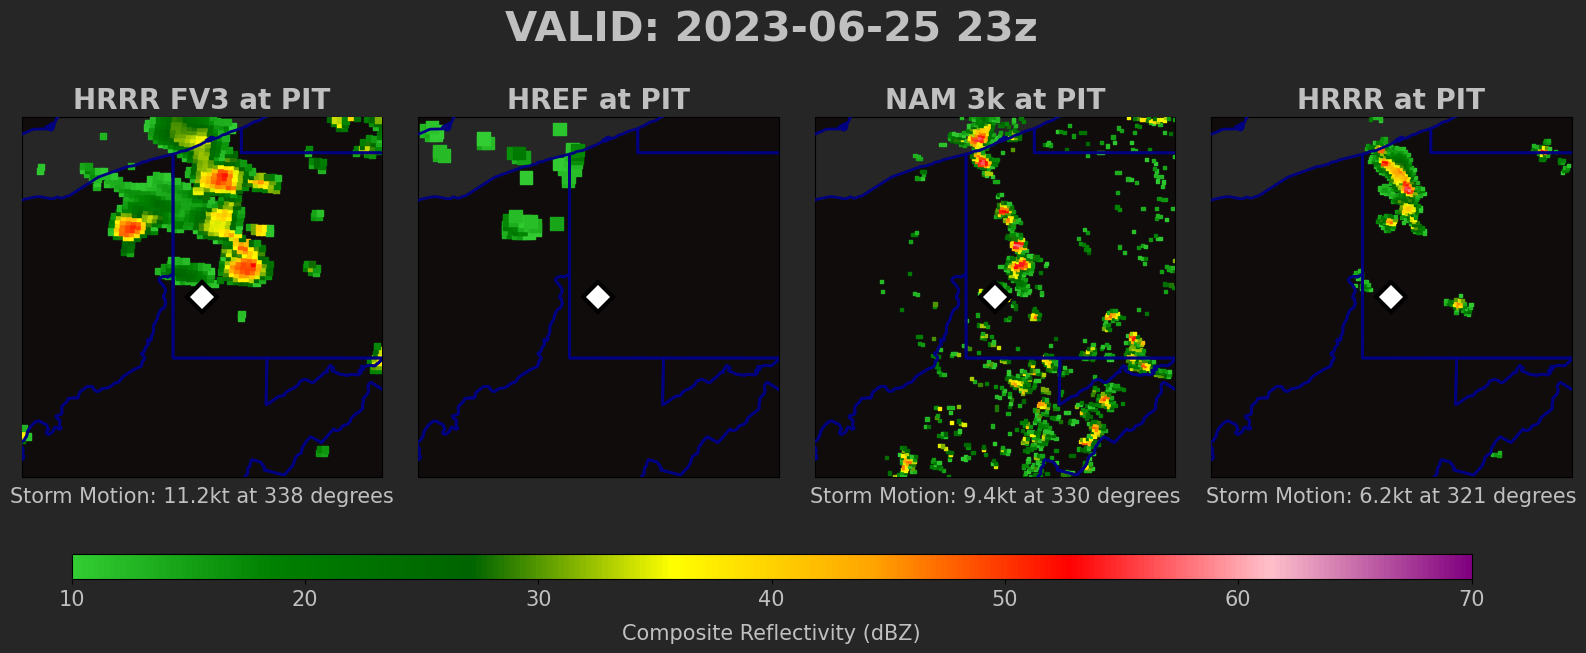 VALID: 2023-06-25 23z
HRRR FV3 at PIT
HREF at PIT
NAM 3k at PIT
HRRR at PIT
Storm Motion: 11.2kt at 338 degrees
Storm Motion: 9.4kt at 330 degrees
Storm Motion: 6.2kt at 321 degrees
10 20 30 40 50 60 70
Composite Reflectivity (dBZ)